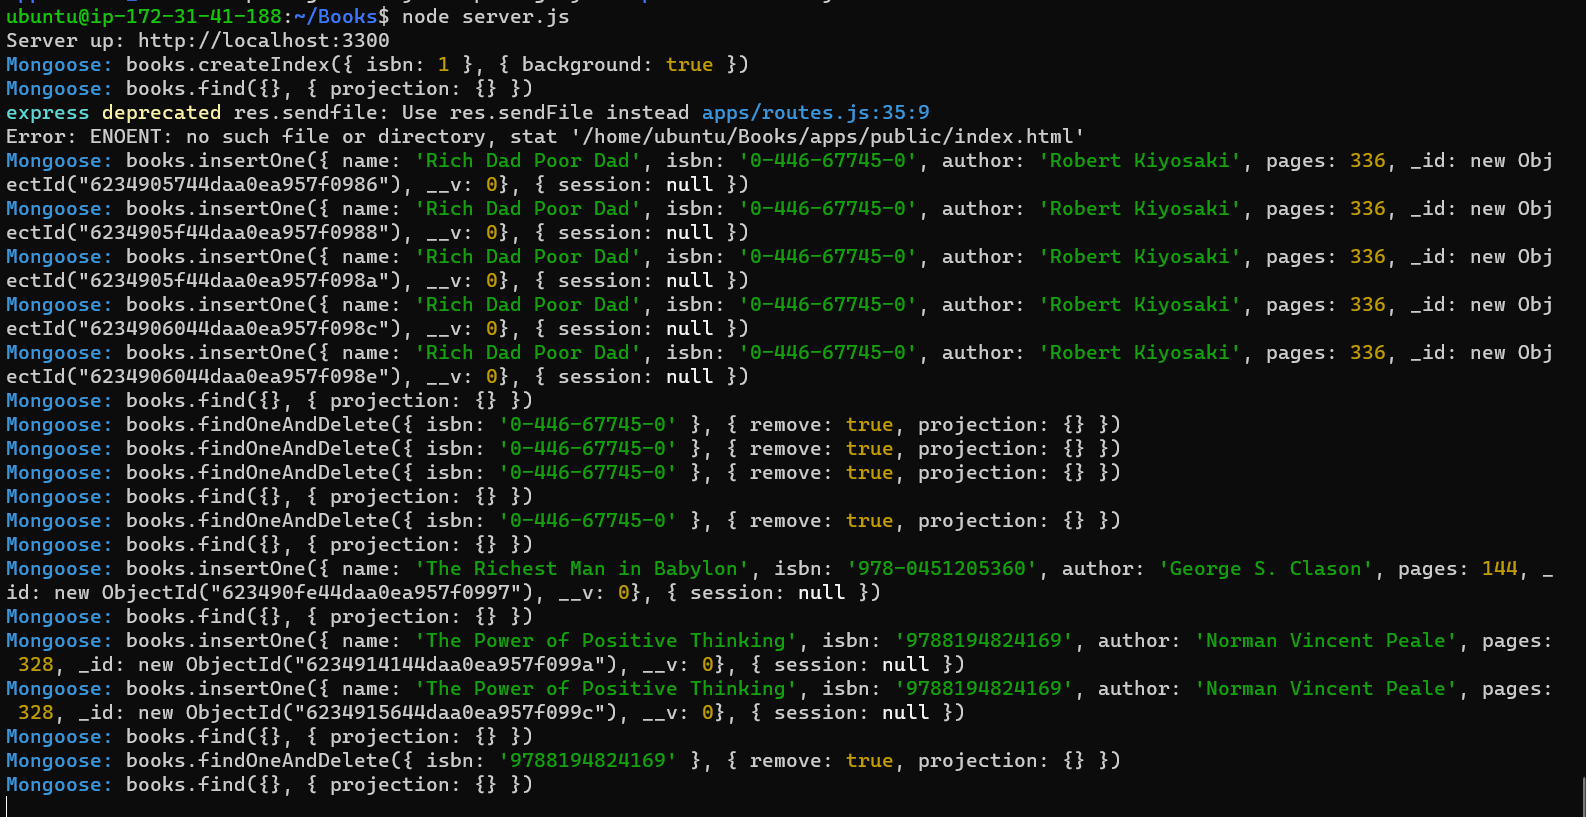 ubuntu@ip-172-31-41-188:~/Books$ node server.js
Server up: http://localhost:3300
Mongoose: books.createIndex({ isbn: 1 }, { background: true })
Mongoose: books.find({}, { projection: {} })
express deprecated res.sendfile: Use res.sendFile instead apps/routes.js:35:9
Error: ENOENT: no such file or directory, stat '/home/ubuntu/Books/apps/public/index.html'
Mongoose: books.insertOne({ name: 'Rich Dad Poor Dad', isbn: '0-446-67745-0', author: 'Robert Kiyosaki', pages: 336, _id: new Obj
ectId("6234905744daa0ea957f0986"), __v: 0}, { session: null })
Mongoose: books.insertOne({ name: 'Rich Dad Poor Dad', isbn: '0-446-67745-0', author: 'Robert Kiyosaki', pages: 336, _id: new Obj
ectId("6234905f44daa0ea957f0988"), __v: 0}, { session: null })
Mongoose: books.insertOne({ name: 'Rich Dad Poor Dad', isbn: '0-446-67745-0', author: 'Robert Kiyosaki', pages: 336, _id: new Obj
ectId("6234905f44daa0ea957f098a"), __v: 0}, { session: null })
Mongoose: books.insertOne({ name: 'Rich Dad Poor Dad', isbn: '0-446-67745-0', author: 'Robert Kiyosaki', pages: 336, _id: new Obj
ectId("6234906044daa0ea957f098c"), __v: 0}, { session: null })
Mongoose: books.insertOne({ name: 'Rich Dad Poor Dad', isbn: '0-446-67745-0', author: 'Robert Kiyosaki', pages: 336, _id: new Obj
ectId("6234906044daa0ea957f098e"), __v: 0}, { session: null })
Mongoose: books.find({}, { projection: {} })
Mongoose: books.findOneAndDelete({ isbn: '0-446-67745-0' }, { remove: true, projection: {} })
Mongoose: books.findOneAndDelete({ isbn: '0-446-67745-0' }, { remove: true, projection: {} })
Mongoose: books.findOneAndDelete({ isbn: '0-446-67745-0' }, { remove: true, projection: {} })
Mongoose: books.find({}, { projection: {} })
Mongoose: books.findOneAndDelete({ isbn: '0-446-67745-0' }, { remove: true, projection: {} })
Mongoose: books.find({}, { projection: {} })
Mongoose: books.insertOne({ name: 'The Richest Man in Babylon', isbn: '978-0451205360', author: 'George S. Clason', pages: 144, _
id: new ObjectId("623490fe44daa0ea957f0997"), __v: 0}, { session: null })
Mongoose: books.find({}, { projection: {} })
Mongoose: books.insertOne({ name: 'The Power of Positive Thinking', isbn: '9788194824169', author: 'Norman Vincent Peale', pages:
 328, _id: new ObjectId("6234914144daa0ea957f099a"), __v: 0}, { session: null })
Mongoose: books.insertOne({ name: 'The Power of Positive Thinking', isbn: '9788194824169', author: 'Norman Vincent Peale', pages:
 328, _id: new ObjectId("6234915644daa0ea957f099c"), __v: 0}, { session: null })
Mongoose: books.find({}, { projection: {} })
Mongoose: books.findOneAndDelete({ isbn: '9788194824169' }, { remove: true, projection: {} })
Mongoose: books.find({}, { projection: {} })